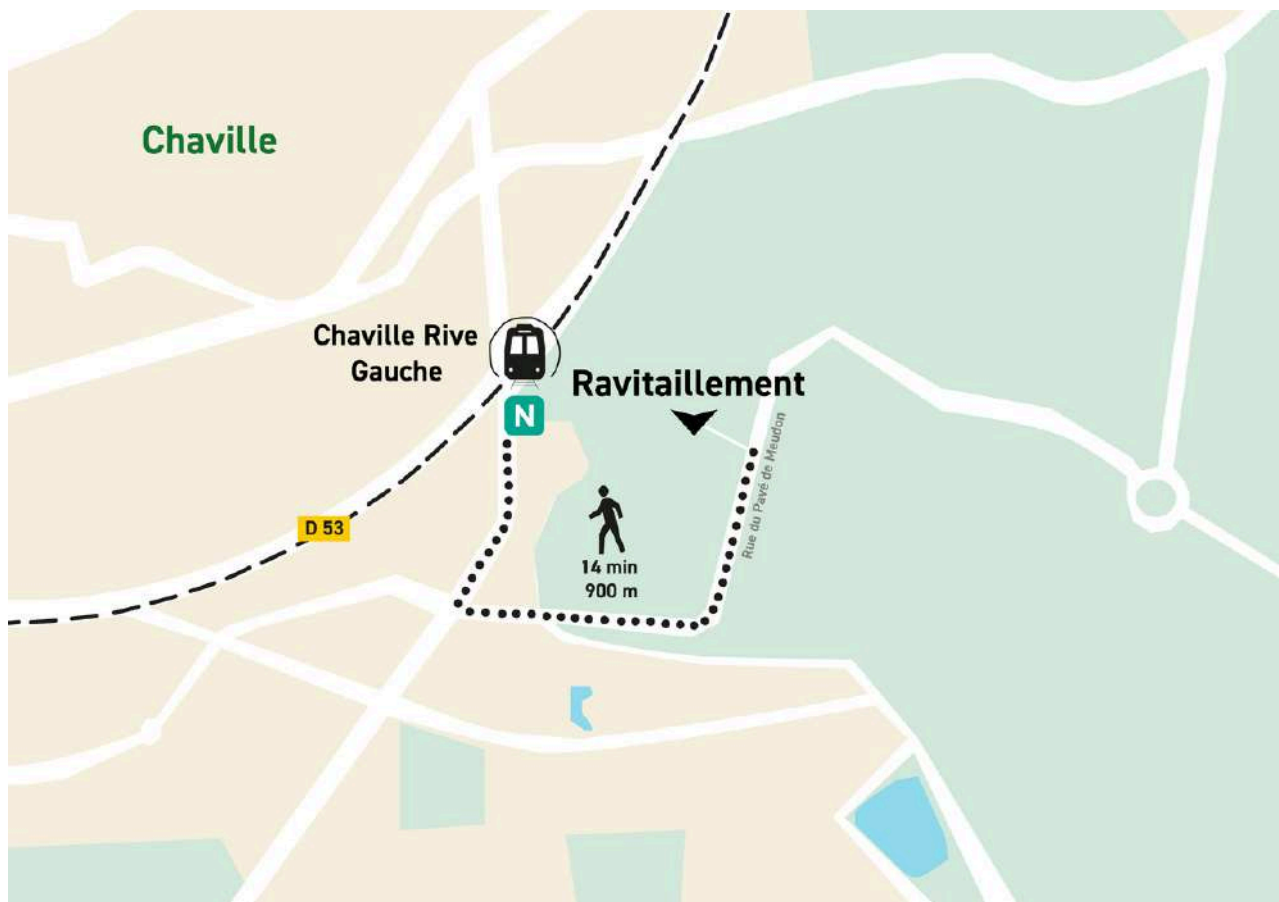 Chaville
Chaville Rive
Gauche
N
Ravitaillement
Rue du Pavé de Meudon
D 53
14 min
900 m